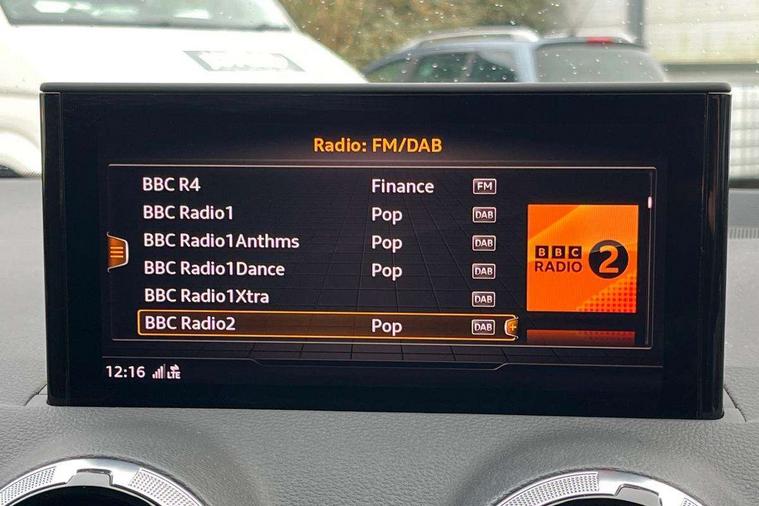 Radio: FM/DAB
BBC R4 Finance FM
BBC Radio1 Pop DAB
BBC Radio1Anthms Pop DAB
BBC Radio1Dance Pop DAB
BBC Radio1Xtra DAB
BBC Radio2 Pop DAB
BBC
RADIO 2
12:16 LTE